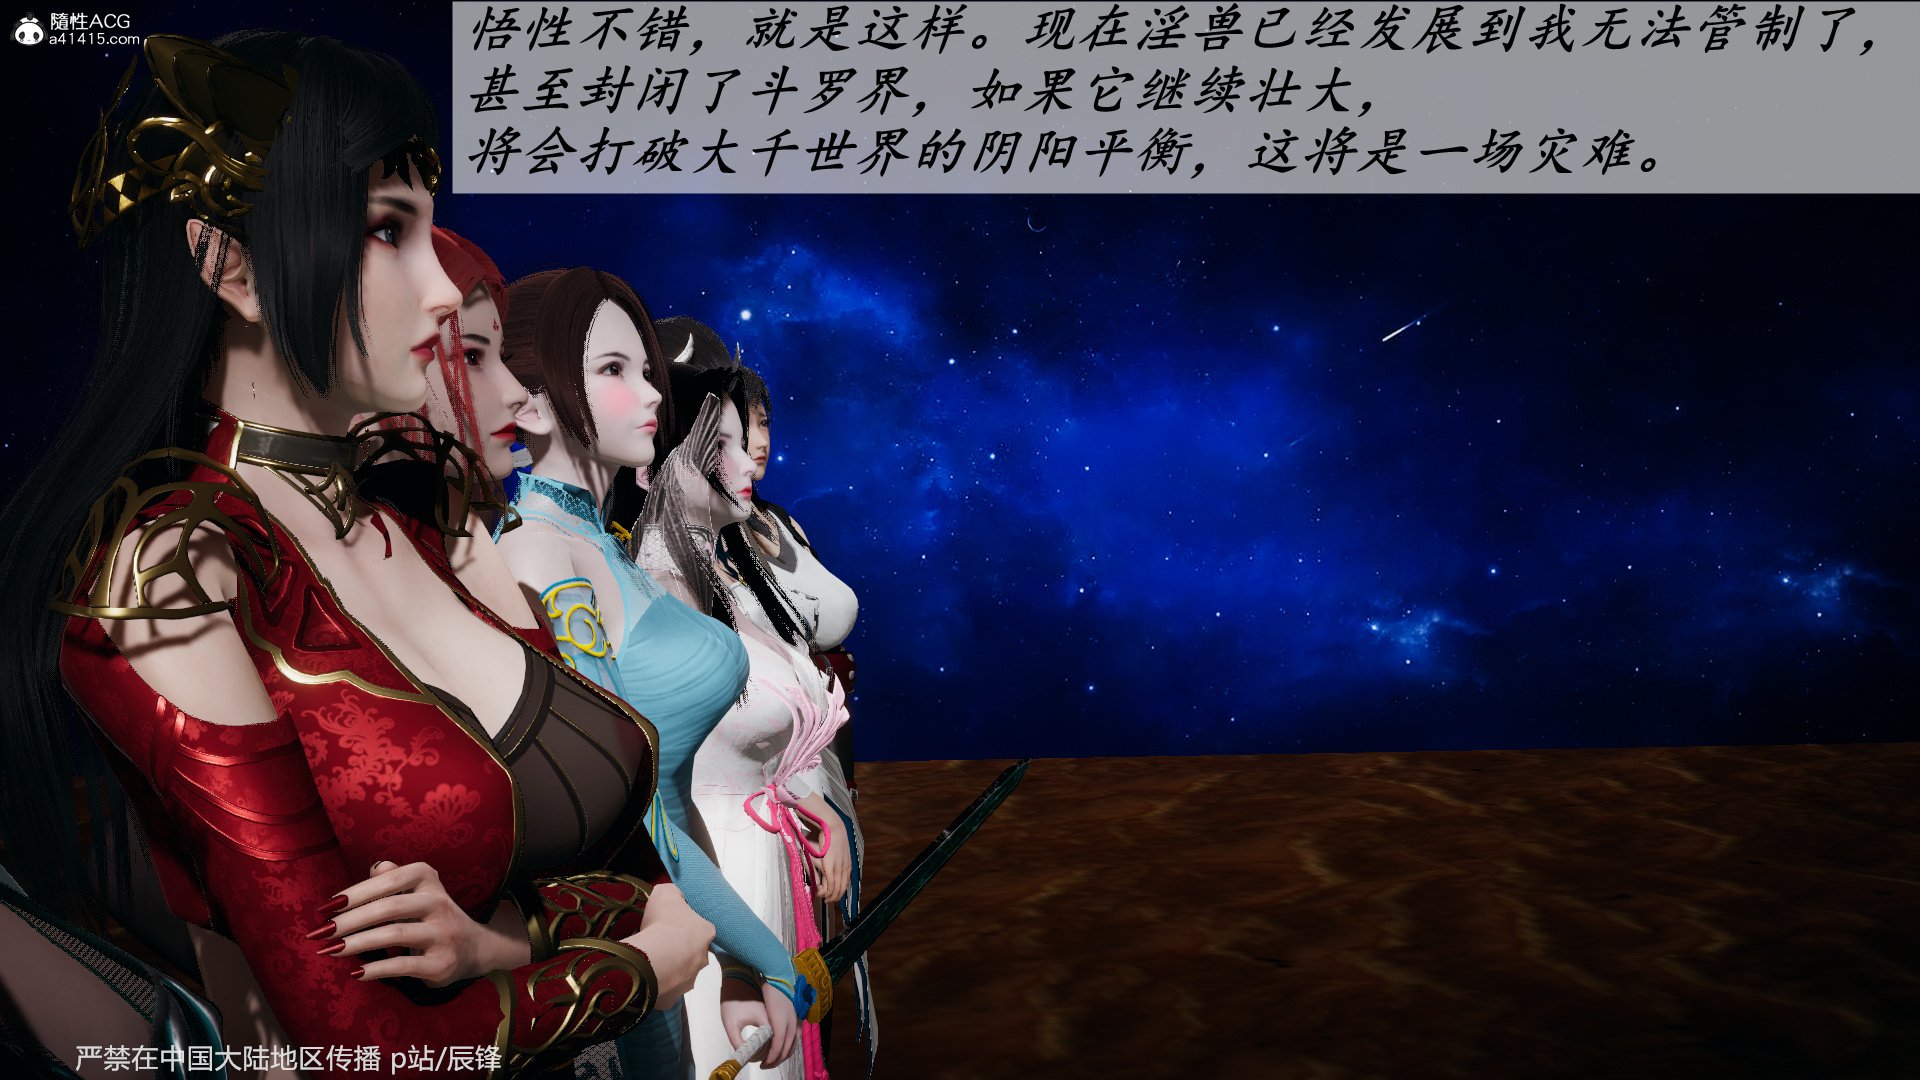 隨性ACG
a41415.com
悟性不错，就是这样。现在淫兽已经发展到我无法管制了，
甚至封闭了斗罗界，如果它继续壮大，
将会打破大千世界的阴阳平衡，这将是一场灾难。
严禁在中国大陆地区传播 p站/辰锋